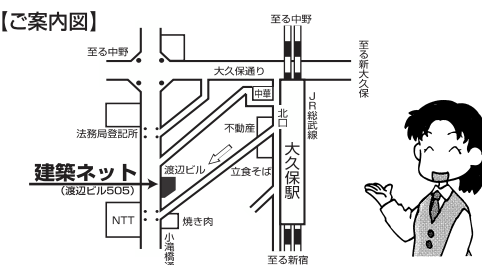 【ご案内図】
至る中野
至る中野
大久保通り
至る新大久保
中華
北口
JR総武線
法務局登記所
不動産
大久保駅
建築ネット
(渡辺ビル505)
渡辺ビル
立食そば
NTT
焼き肉
小滝橋通
至る新宿